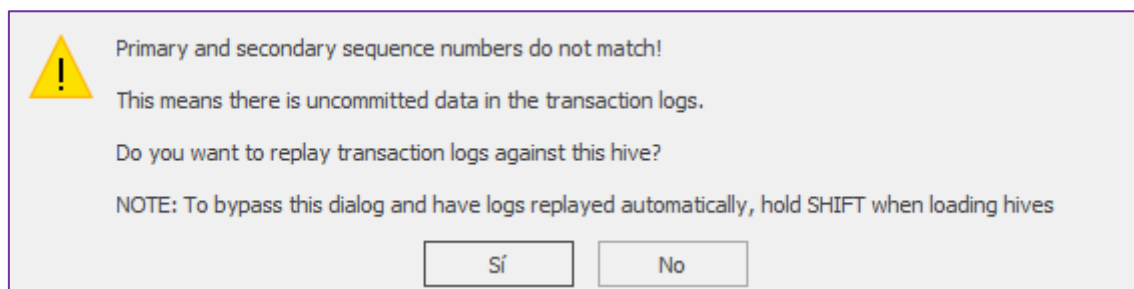 Primary and secondary sequence numbers do not match!
This means there is uncommitted data in the transaction logs.
Do you want to replay transaction logs against this hive?
NOTE: To bypass this dialog and have logs replayed automatically, hold SHIFT when loading hives
Sí No